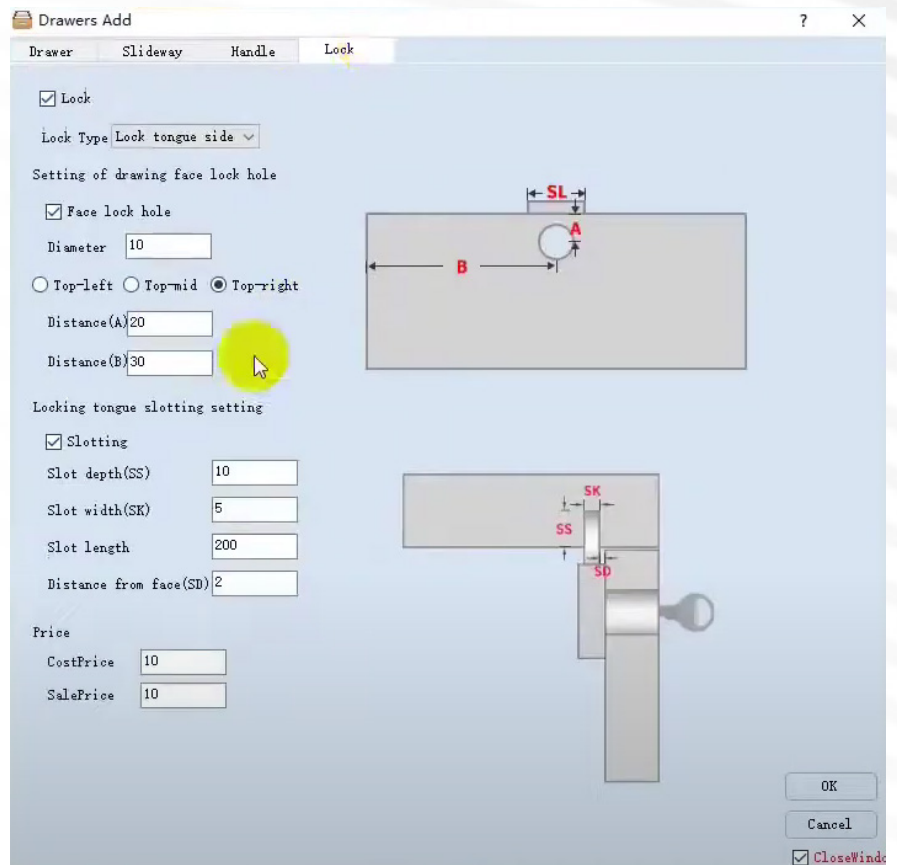 Drawers Add ? ×
Drawer Slideway Handle Lock
Lock
Lock Type Lock tongue side
Setting of drawing face lock hole
SL
Face lock hole
A
Diameter 10
B
Top-left Top-mid Top-right
Distance(A) 20
Distance(B) 30
Locking tongue slotting setting
Slotting
Slot depth(SS) 10
SK
Slot width(SK) 5
SS
Slot length 200
SD
Distance from face(SD) 2
Price
CostPrice 10
SalePrice 10
OK
Cancel